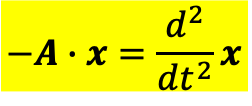 −A · x = d²/dt² x